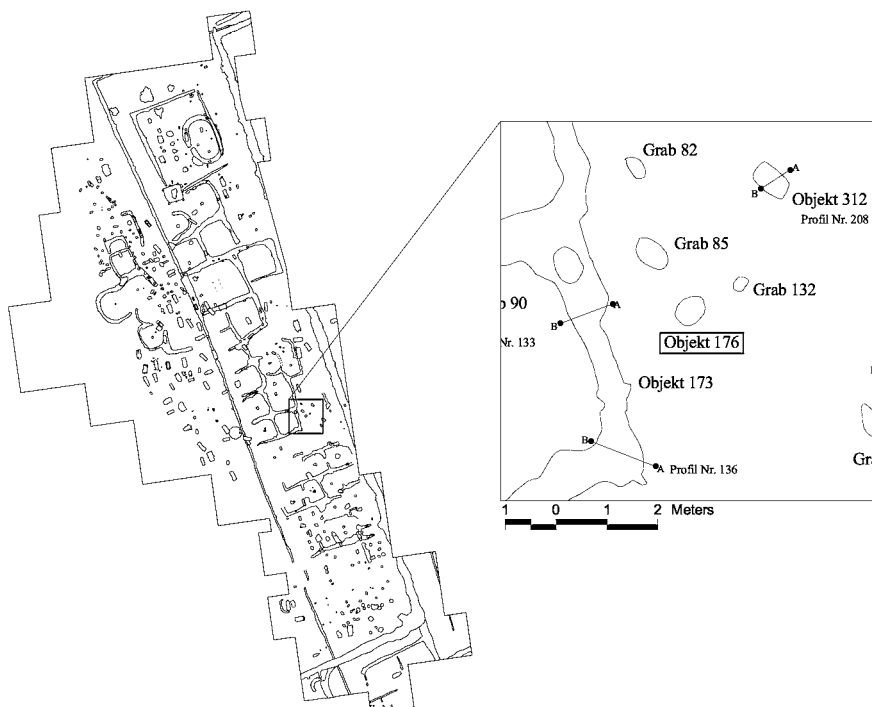 Grab 82
A
B
Objekt 312
Profil Nr. 208
Grab 85
Grab 132
90
A
B
Nr. 133
Objekt 176
Objekt 173
B
A Profil Nr. 136
Gra
1 0 1 2 Meters